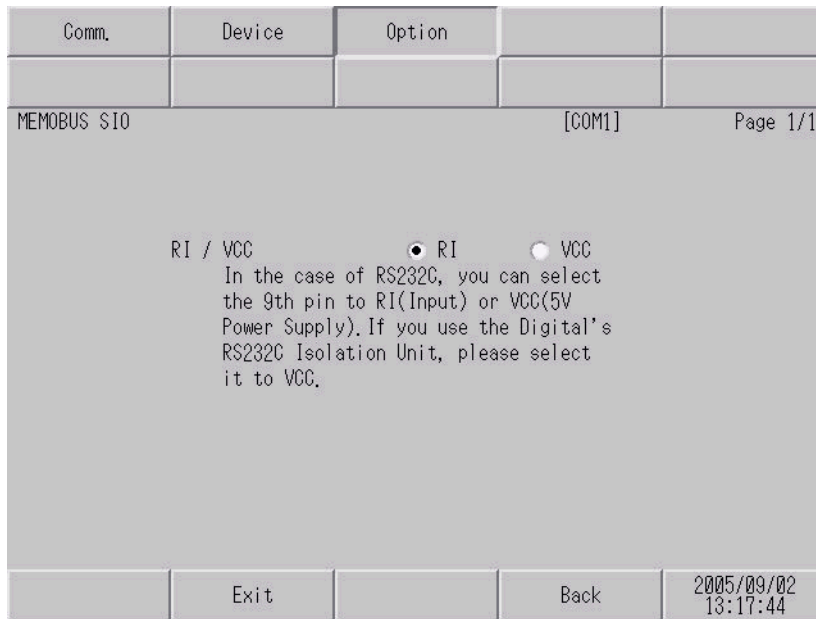 Comm. Device Option
MEMOBUS SIO [COM1] Page 1/1
RI / VCC RI VCC
In the case of RS232C, you can select
the 9th pin to RI(Input) or VCC(5V
Power Supply).If you use the Digital's
RS232C Isolation Unit, please select
it to VCC.
Exit Back 2005/09/02
13:17:44